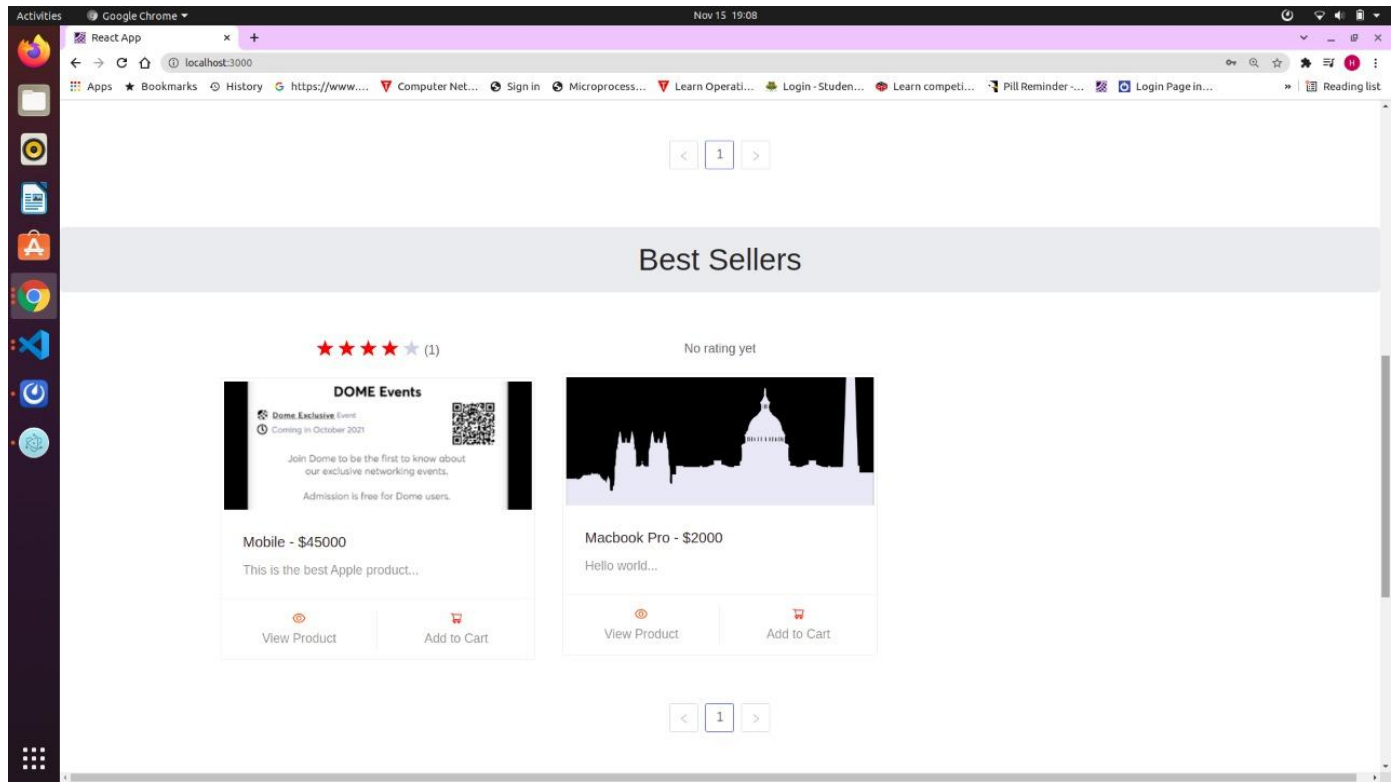 Activities Google Chrome Nov 15 19:08
React App
localhost:3000 H
Apps Bookmarks History https://www.... Computer Net... Sign in Microprocess... Learn Operati... Login - Studen... Learn competi... Pill Reminder -... Login Page in... » Reading list
< 1 >
Best Sellers
(1) No rating yet
DOME Events
Dome Exclusive Event
Coming in October 2021
Join Dome to be the first to know about
our exclusive networking events.
Admission is free for Dome users.
Mobile - $45000
This is the best Apple product...
View Product Add to Cart
Macbook Pro - $2000
Hello world...
View Product Add to Cart
< 1 >